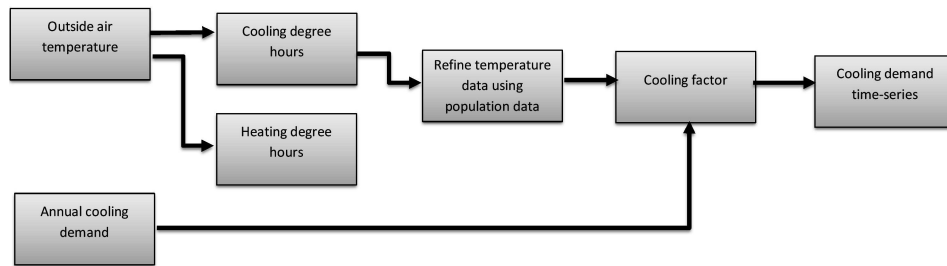 Outside air
temperature
Cooling degree
hours
Refine temperature
data using
population data
Cooling factor
Cooling demand
time-series
Heating degree
hours
Annual cooling
demand